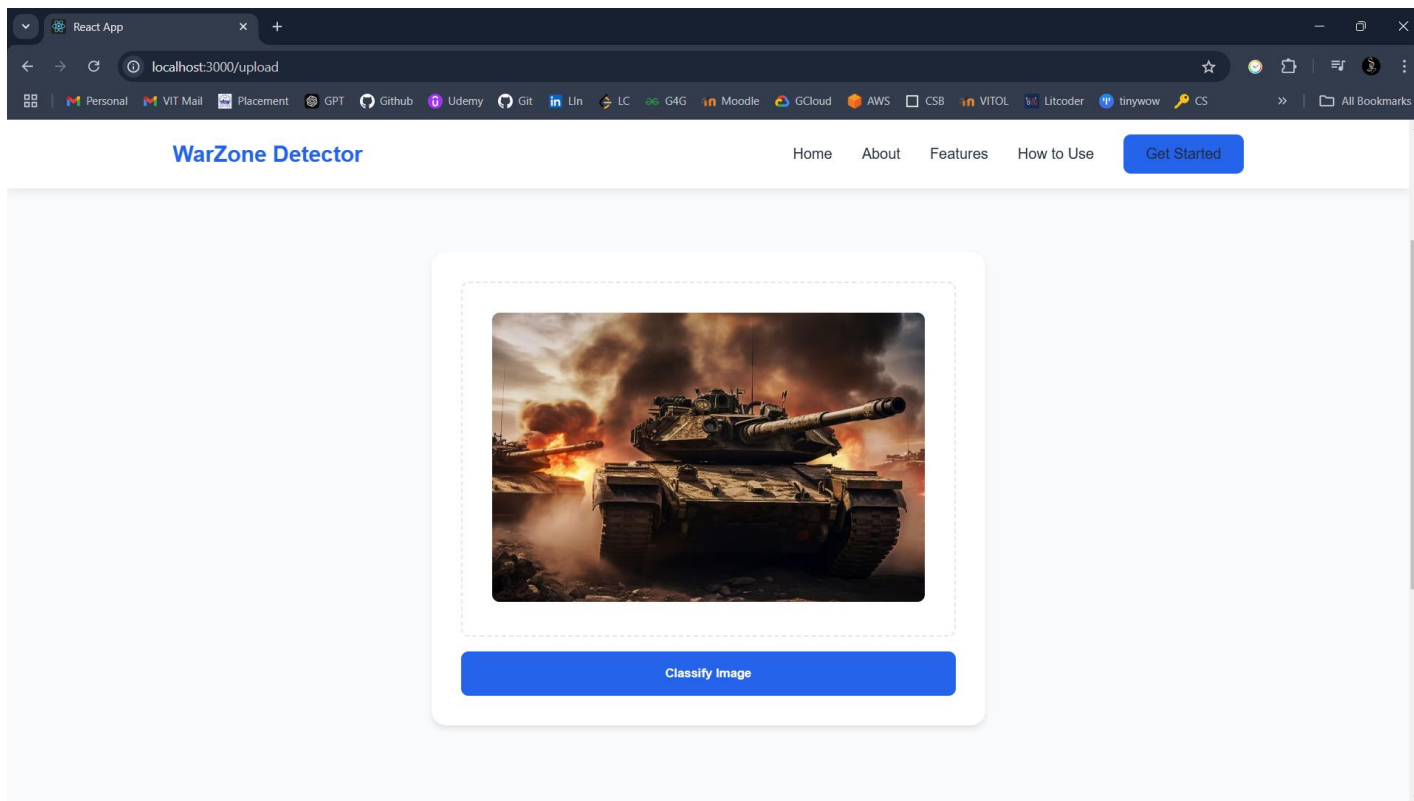 React App
localhost:3000/upload
Personal VIT Mail Placement GPT Github Udemy Git LIn LC G4G Moodle GCloud AWS CSB VITOL Litcoder tinywow CS » All Bookmarks
WarZone Detector Home About Features How to Use Get Started
Classify Image